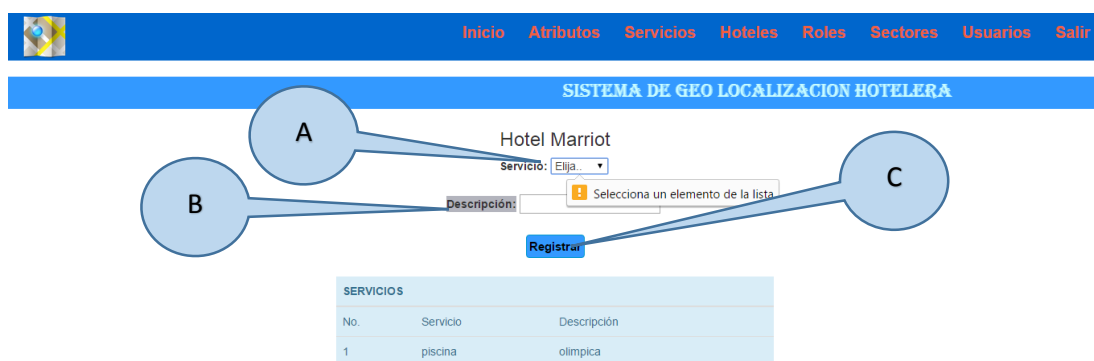 Inicio Atributos Servicios Hoteles Roles Sectores Usuarios Salir
SISTEMA DE GEO LOCALIZACION HOTELERA
A
Hotel Marriot
Servicio: Elija..
Selecciona un elemento de la lista
C
B
Descripción:
Registrar
SERVICIOS
No. Servicio Descripción
1 piscina olimpica